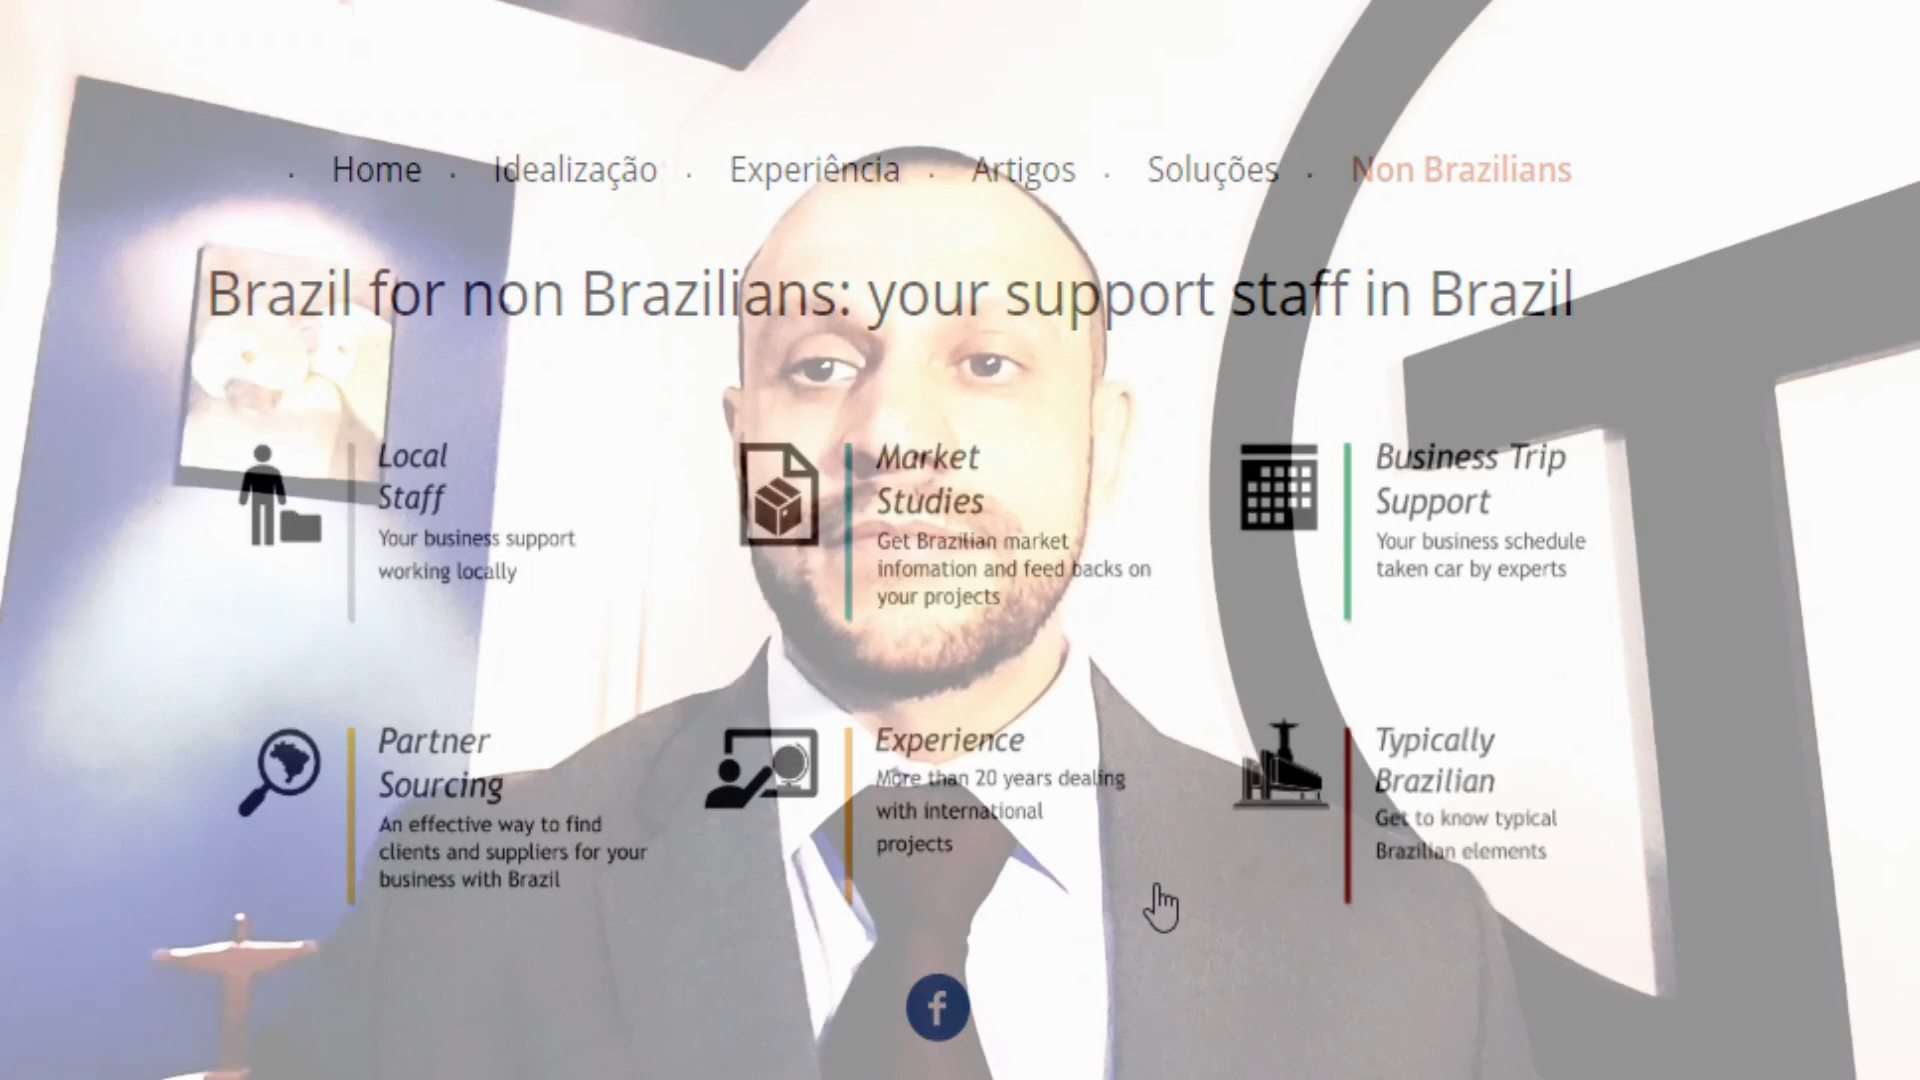 Home · Idealização · Experiência · Artigos · Soluções · Non Brazilians
Brazil for non Brazilians: your support staff in Brazil
Local
Staff
Your business support
working locally
Market
Studies
Get Brazilian market
infomation and feed backs on
your projects
Business Trip
Support
Your business schedule
taken car by experts
Partner
Sourcing
An effective way to find
clients and suppliers for your
business with Brazil
Experience
More than 20 years dealing
with international
projects
Typically
Brazilian
Get to know typical
Brazilian elements
f